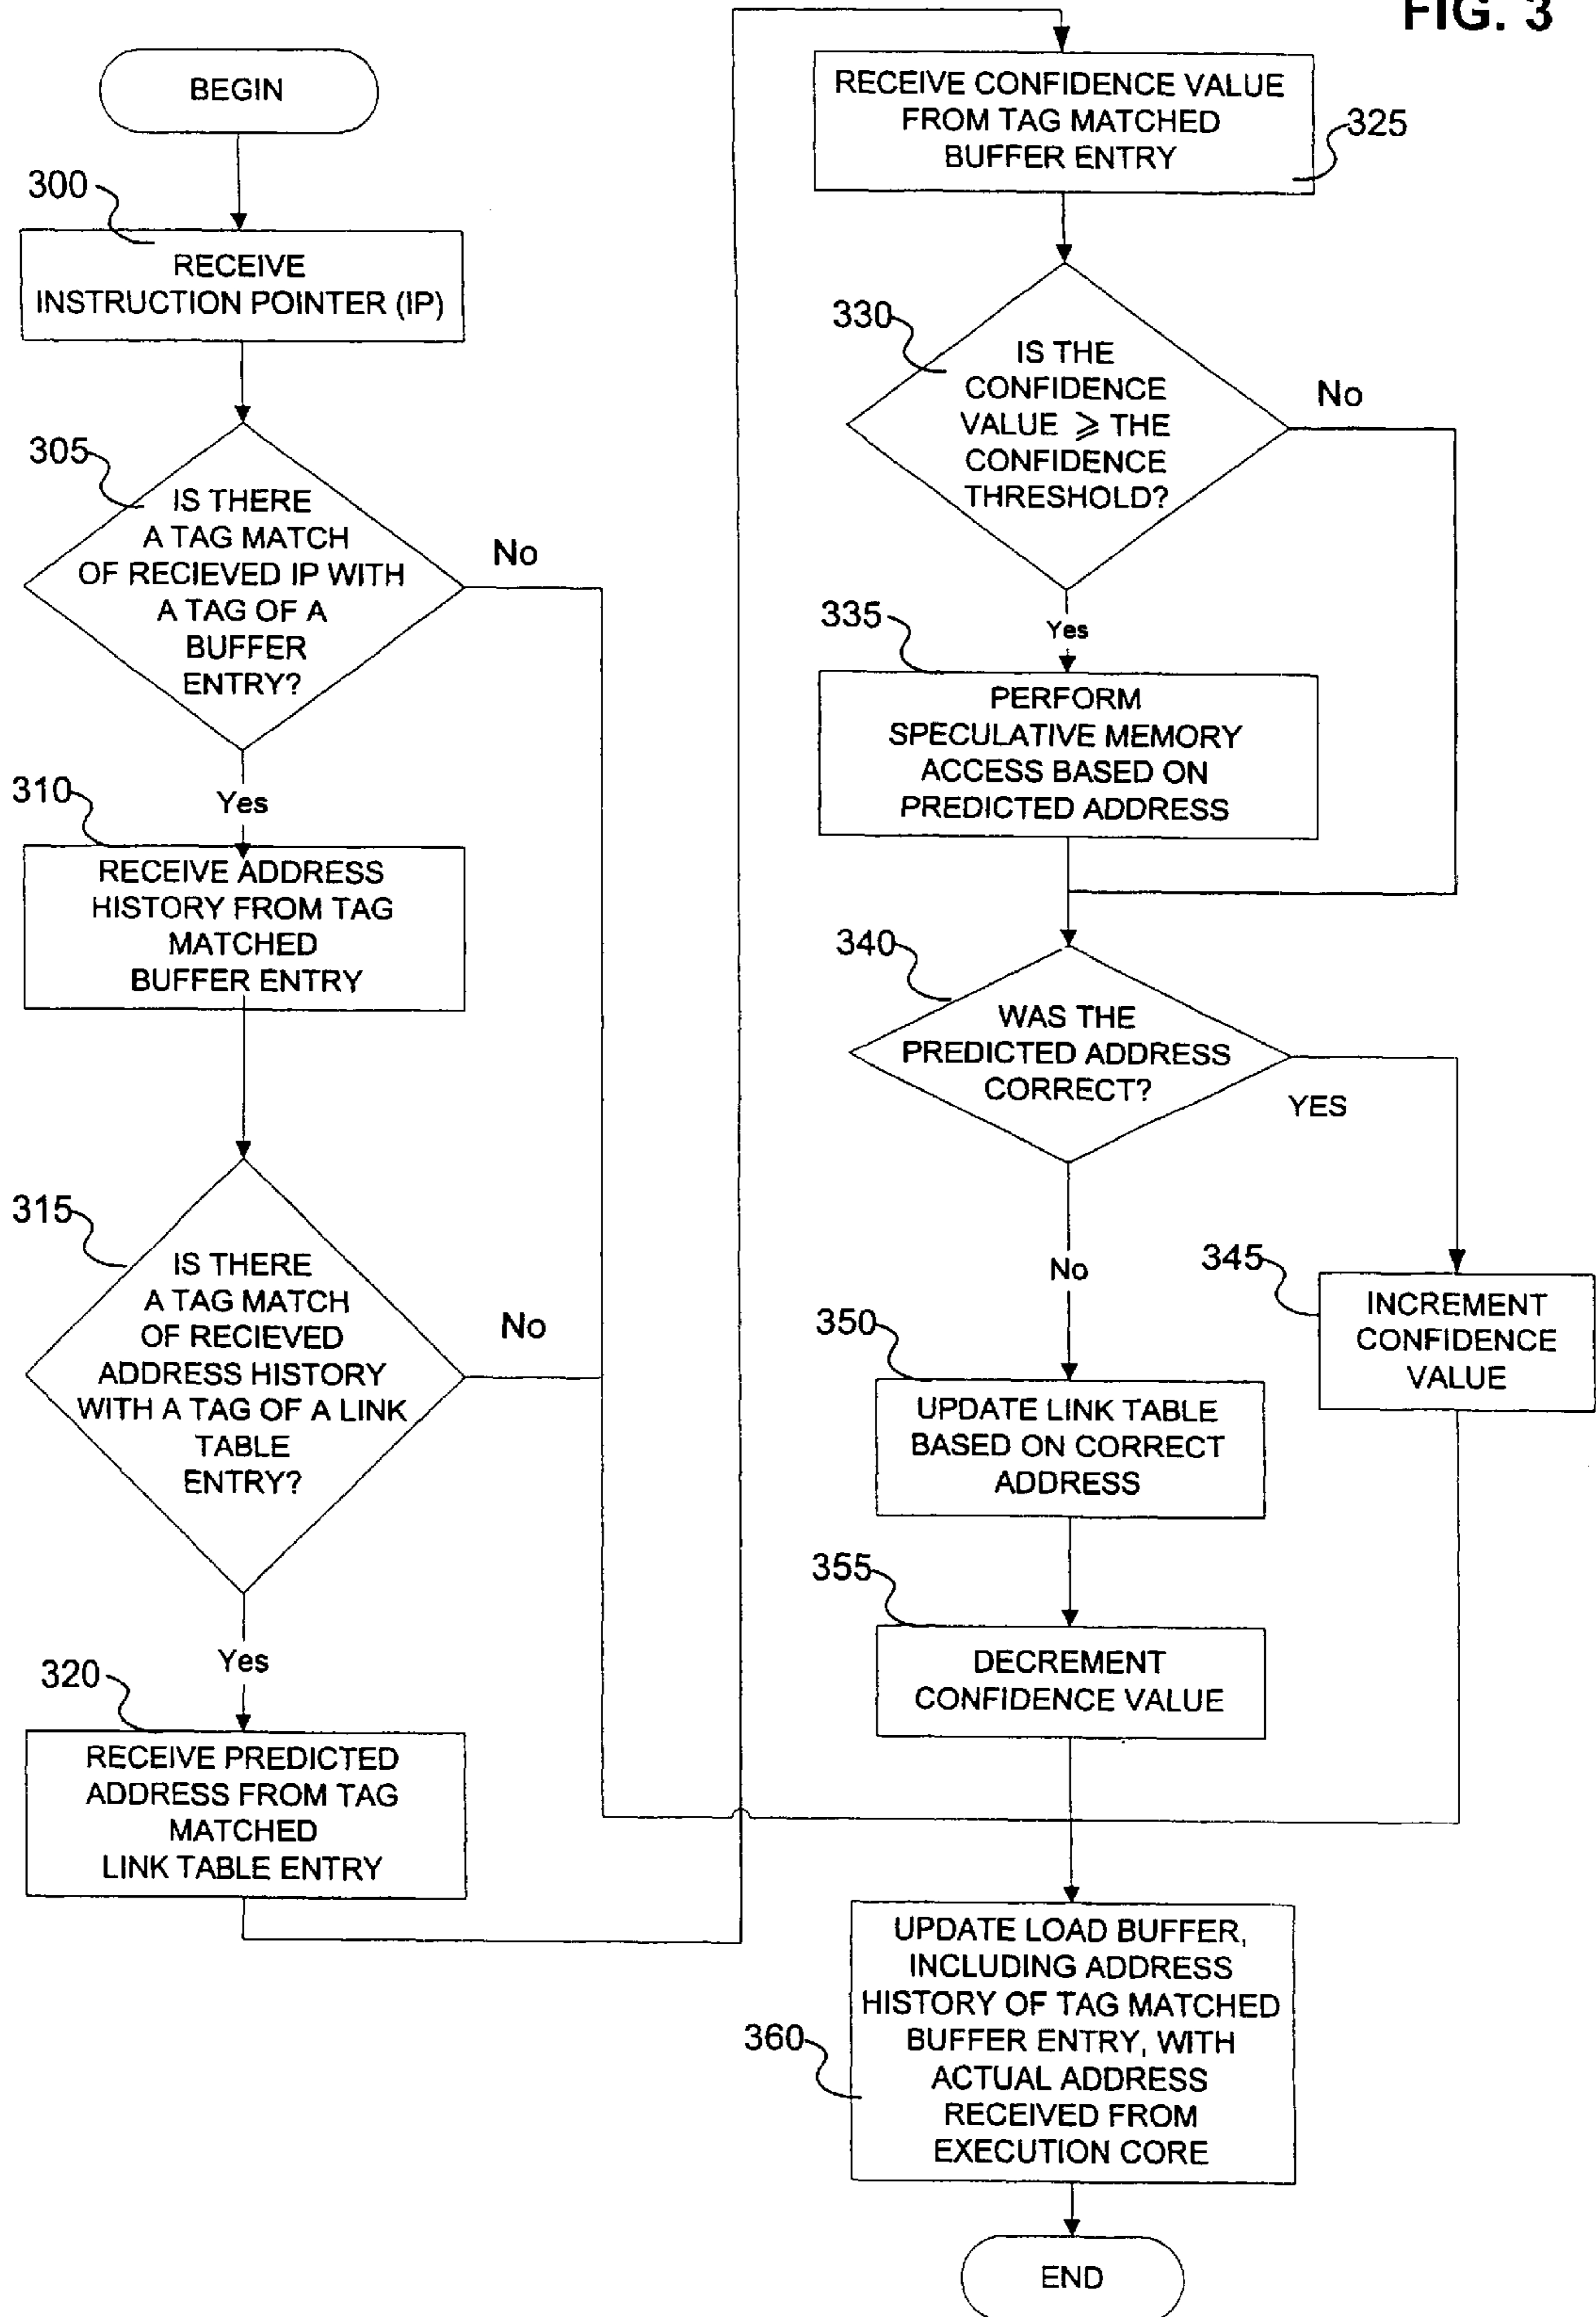 FIG. 3
BEGIN
300
RECEIVE
INSTRUCTION POINTER (IP)
305
IS THERE
A TAG MATCH
OF RECIEVED IP WITH
A TAG OF A
BUFFER
ENTRY?
No
Yes
310
RECEIVE ADDRESS
HISTORY FROM TAG
MATCHED
BUFFER ENTRY
315
IS THERE
A TAG MATCH
OF RECIEVED
ADDRESS HISTORY
WITH A TAG OF A LINK
TABLE
ENTRY?
No
Yes
320
RECEIVE PREDICTED
ADDRESS FROM TAG
MATCHED
LINK TABLE ENTRY
RECEIVE CONFIDENCE VALUE
FROM TAG MATCHED
BUFFER ENTRY
325
330
IS THE
CONFIDENCE
VALUE ⩾ THE
CONFIDENCE
THRESHOLD?
No
Yes
335
PERFORM
SPECULATIVE MEMORY
ACCESS BASED ON
PREDICTED ADDRESS
340
WAS THE
PREDICTED ADDRESS
CORRECT?
YES
No
345
INCREMENT
CONFIDENCE
VALUE
350
UPDATE LINK TABLE
BASED ON CORRECT
ADDRESS
355
DECREMENT
CONFIDENCE VALUE
360
UPDATE LOAD BUFFER,
INCLUDING ADDRESS
HISTORY OF TAG MATCHED
BUFFER ENTRY, WITH
ACTUAL ADDRESS
RECEIVED FROM
EXECUTION CORE
END